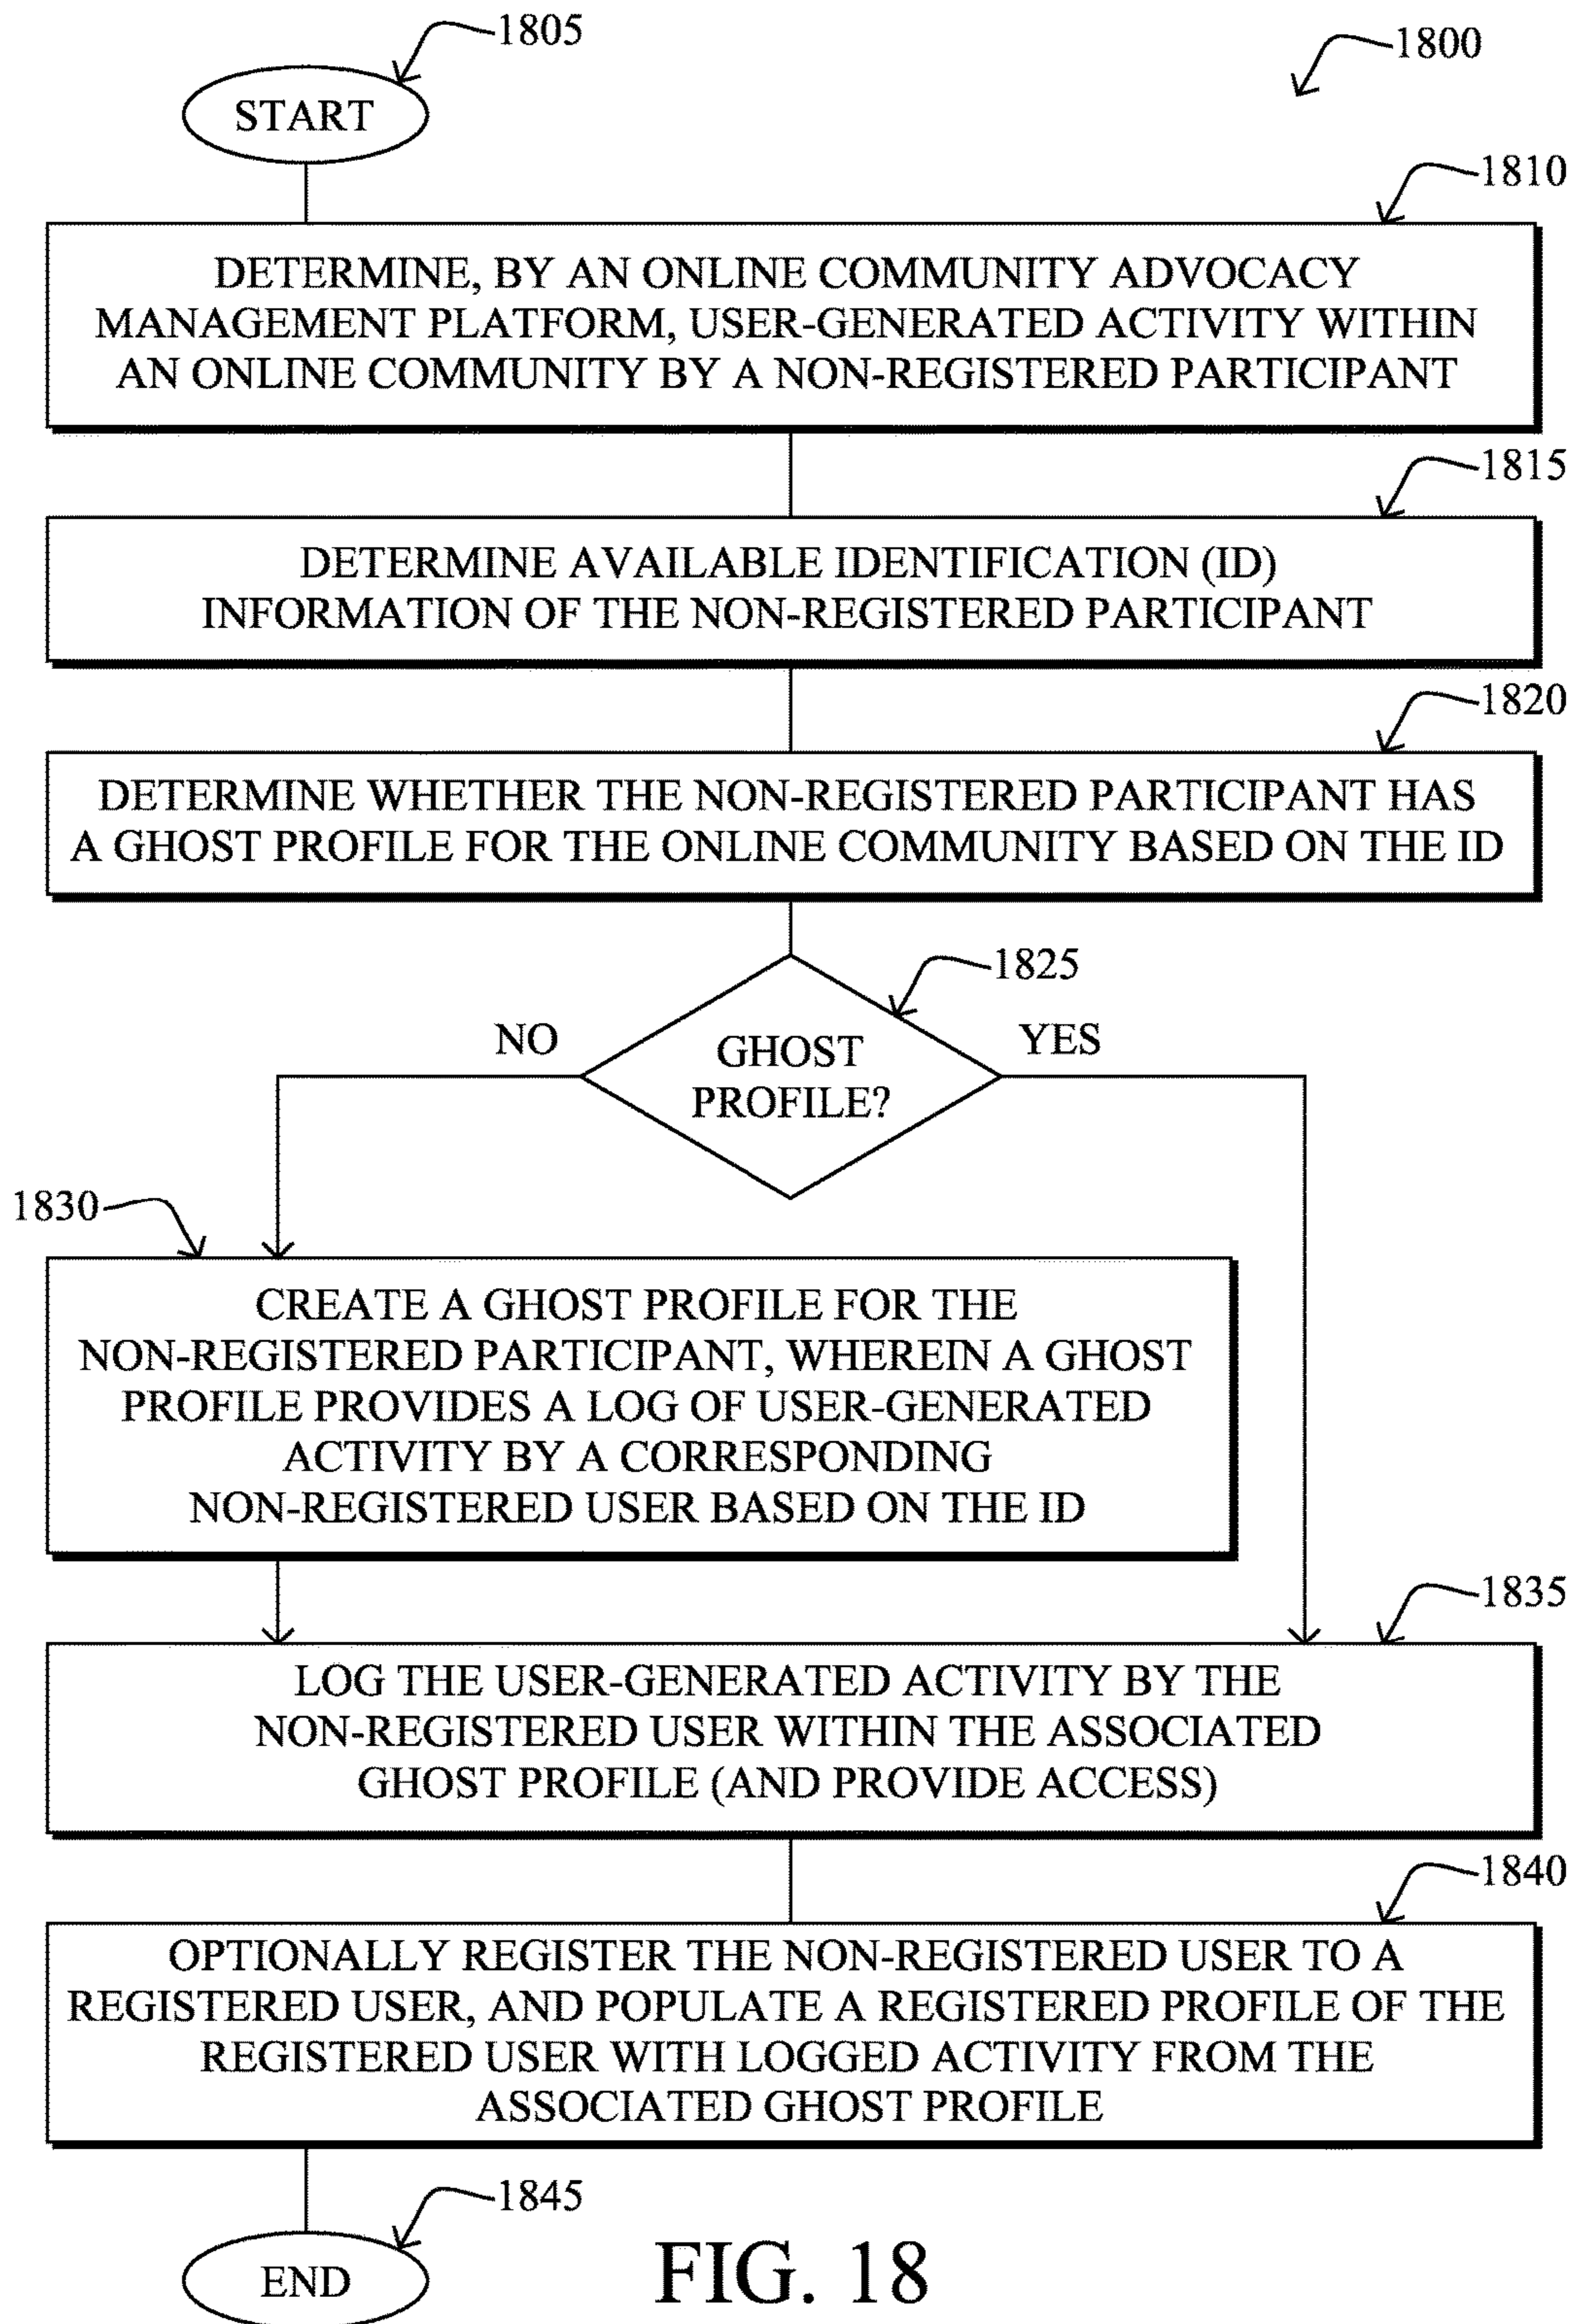 1805
1800
START
1810
DETERMINE, BY AN ONLINE COMMUNITY ADVOCACY
MANAGEMENT PLATFORM, USER-GENERATED ACTIVITY WITHIN
AN ONLINE COMMUNITY BY A NON-REGISTERED PARTICIPANT
1815
DETERMINE AVAILABLE IDENTIFICATION (ID)
INFORMATION OF THE NON-REGISTERED PARTICIPANT
1820
DETERMINE WHETHER THE NON-REGISTERED PARTICIPANT HAS
A GHOST PROFILE FOR THE ONLINE COMMUNITY BASED ON THE ID
1825
NO
YES
GHOST
PROFILE?
1830
CREATE A GHOST PROFILE FOR THE
NON-REGISTERED PARTICIPANT, WHEREIN A GHOST
PROFILE PROVIDES A LOG OF USER-GENERATED
ACTIVITY BY A CORRESPONDING
NON-REGISTERED USER BASED ON THE ID
1835
LOG THE USER-GENERATED ACTIVITY BY THE
NON-REGISTERED USER WITHIN THE ASSOCIATED
GHOST PROFILE (AND PROVIDE ACCESS)
1840
OPTIONALLY REGISTER THE NON-REGISTERED USER TO A
REGISTERED USER, AND POPULATE A REGISTERED PROFILE OF THE
REGISTERED USER WITH LOGGED ACTIVITY FROM THE
ASSOCIATED GHOST PROFILE
1845
END
FIG. 18